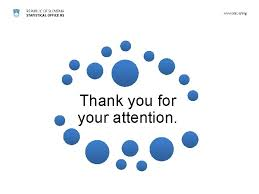 REPUBLIC OF SLOVENIA
STATISTICAL OFFICE RS
Thank you for
your attention.